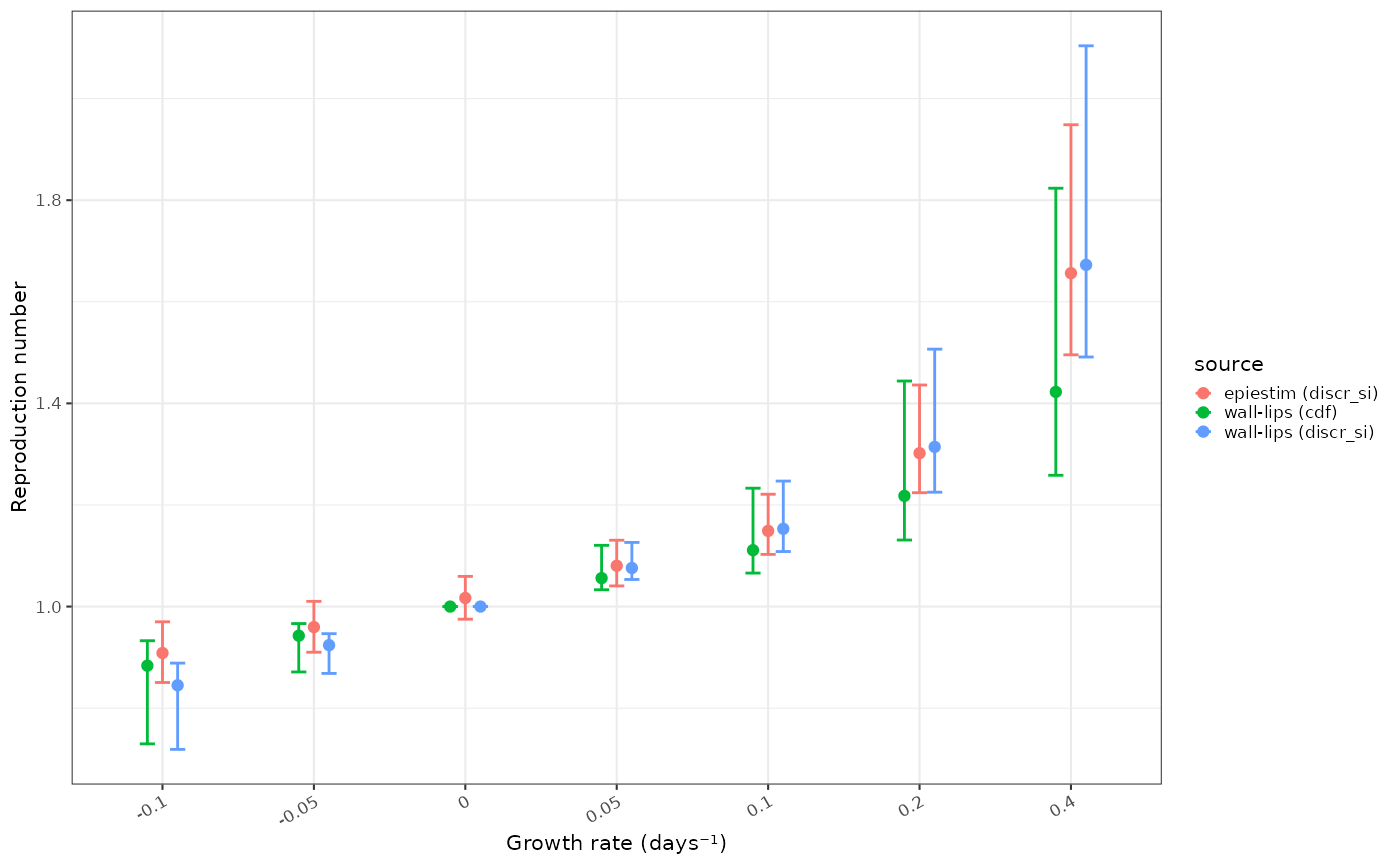 Reproduction number
1.8
1.4
1.0
-0.1
-0.05
0
0.05
0.1
0.2
0.4
Growth rate (days⁻¹)
source
epiestim (discr_si)
wall-lips (cdf)
wall-lips (discr_si)